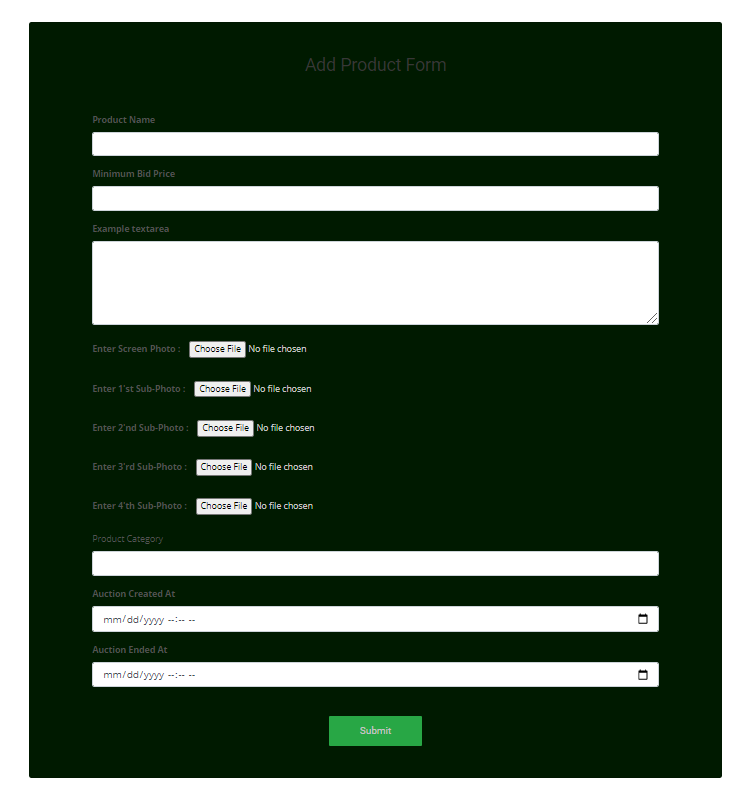 Add Product Form
Product Name
Minimum Bid Price
Example textarea
Enter Screen Photo : Choose File No file chosen
Enter 1'st Sub-Photo : Choose File No file chosen
Enter 2'nd Sub-Photo : Choose File No file chosen
Enter 3'rd Sub-Photo : Choose File No file chosen
Enter 4'th Sub-Photo : Choose File No file chosen
Product Category
Auction Created At
mm/dd/yyyy --:-- --
Auction Ended At
mm/dd/yyyy --:-- --
Submit